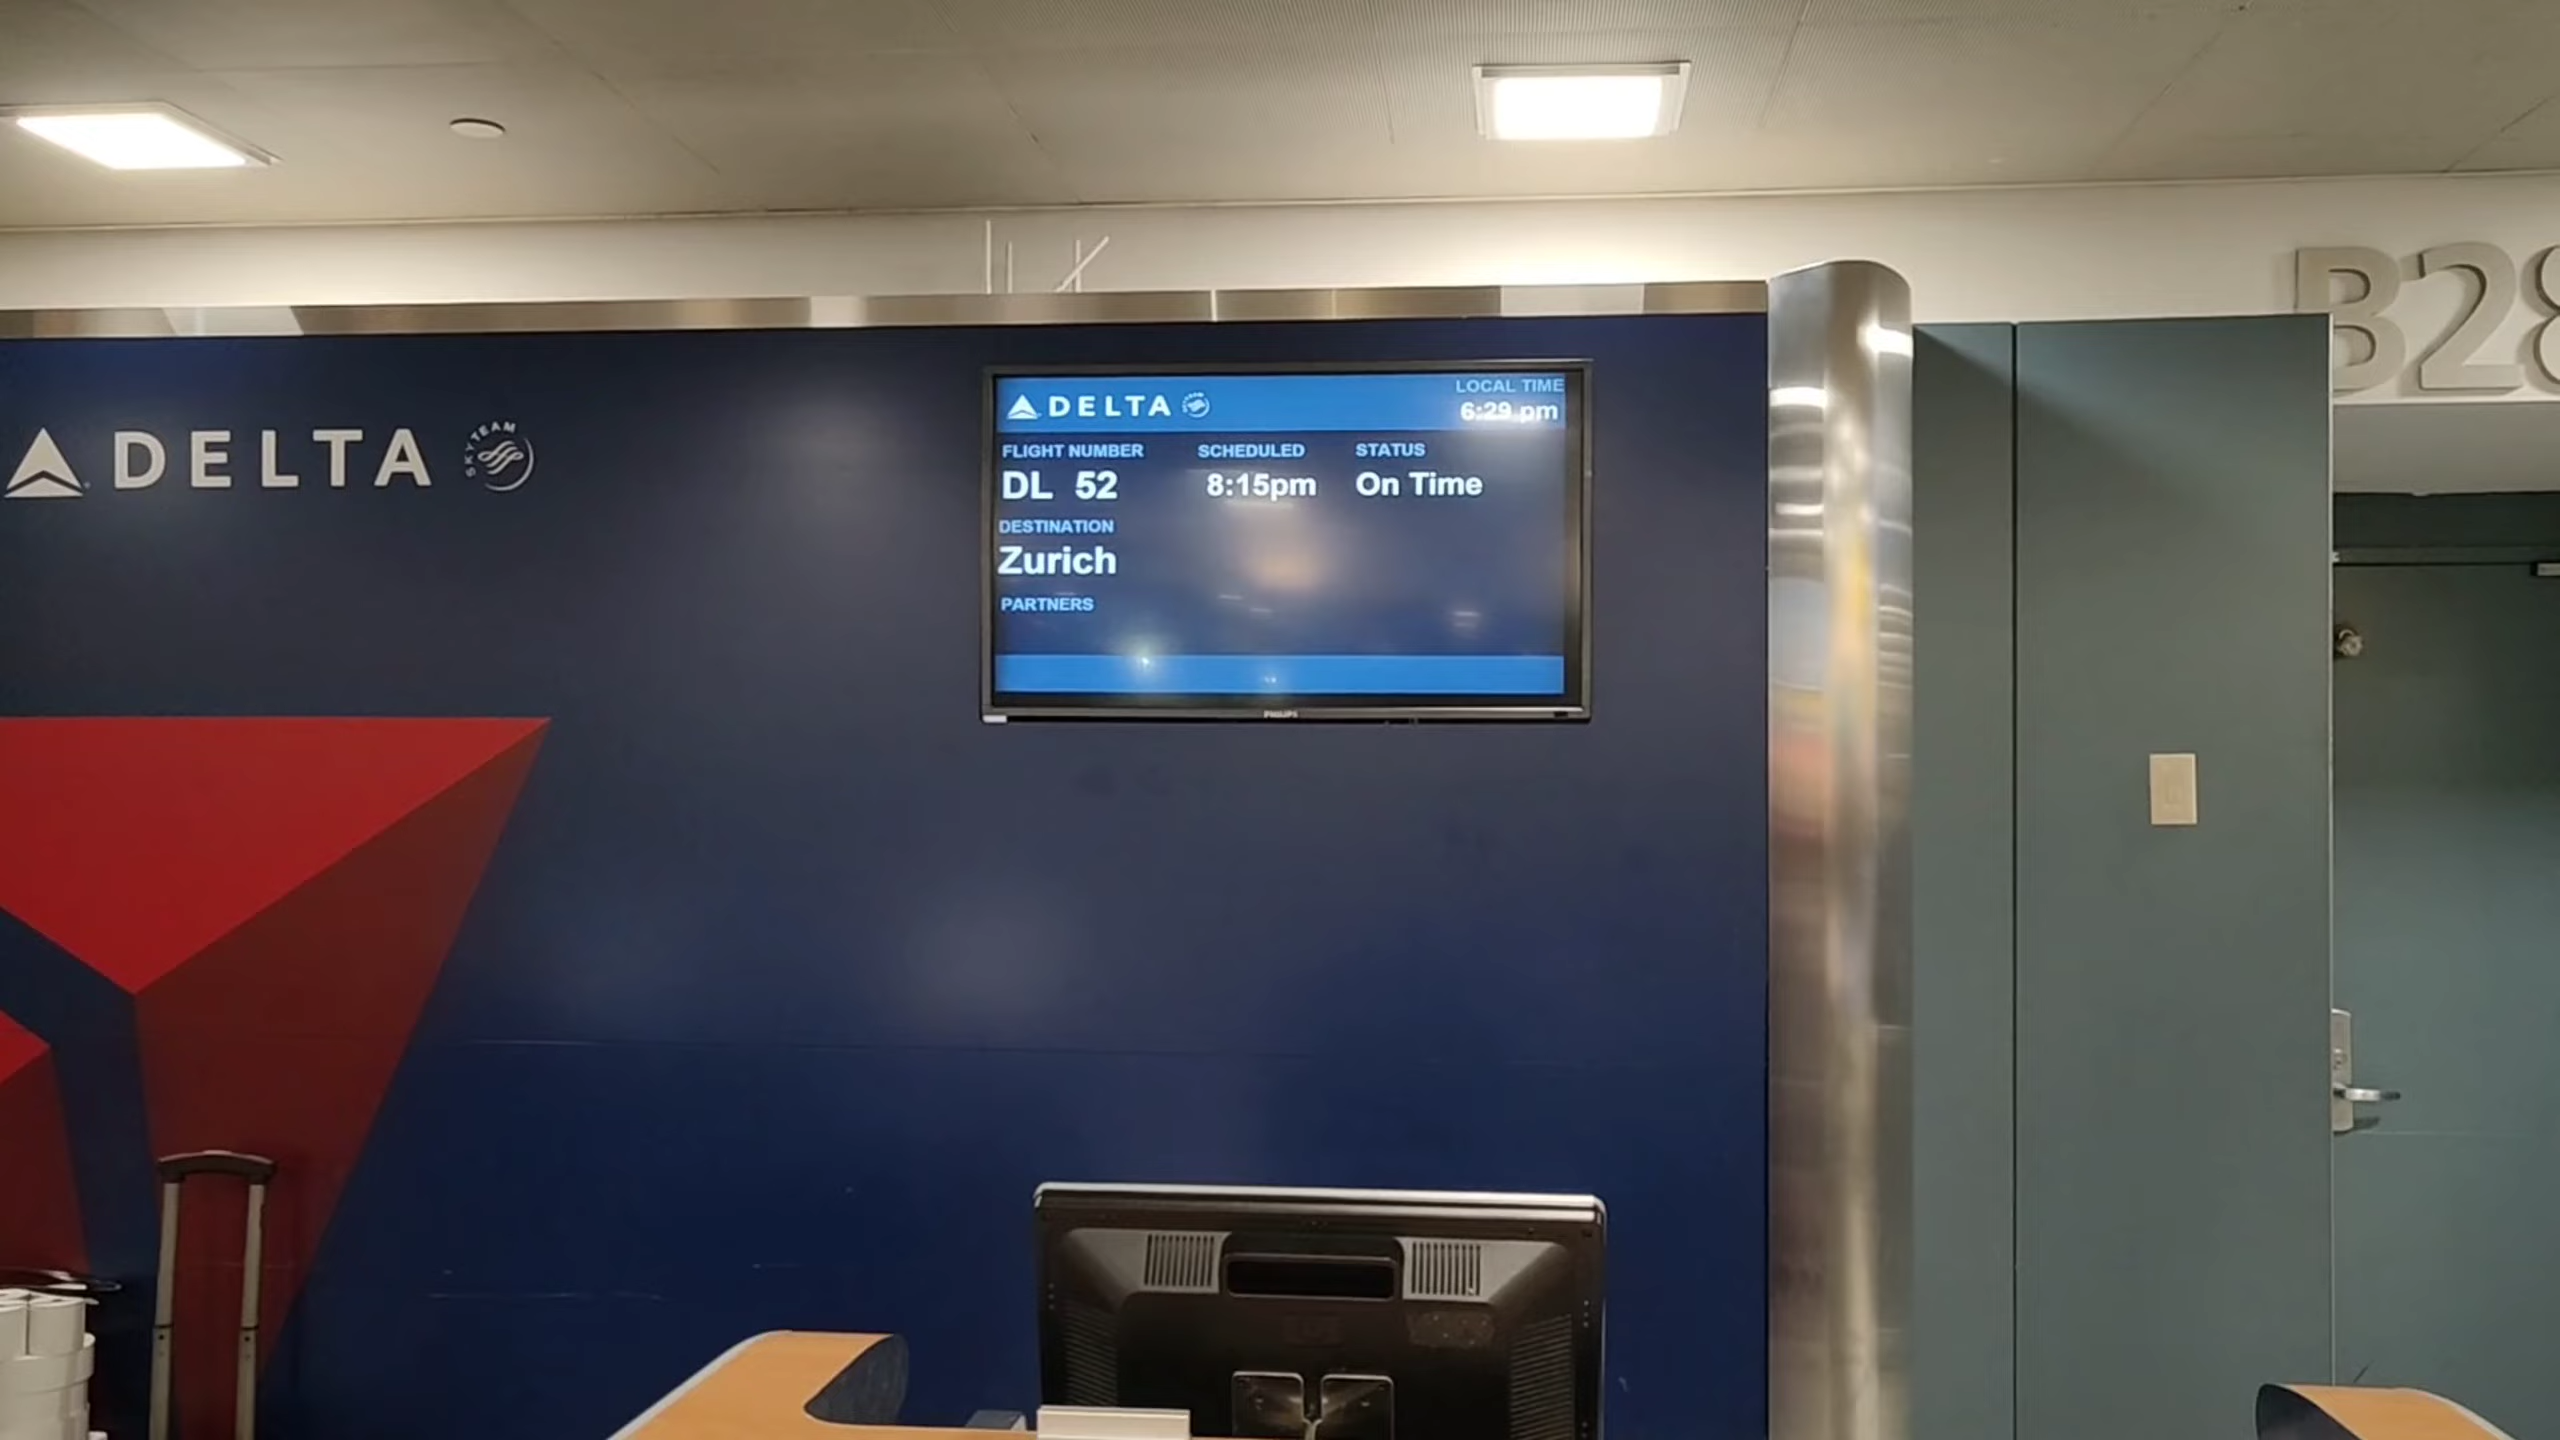 DELTA
SKYTEAM
DELTA
LOCAL TIME
6:29 pm
FLIGHT NUMBER SCHEDULED STATUS
DL 52 8:15pm On Time
DESTINATION
Zurich
PARTNERS
PHILIPS
B28